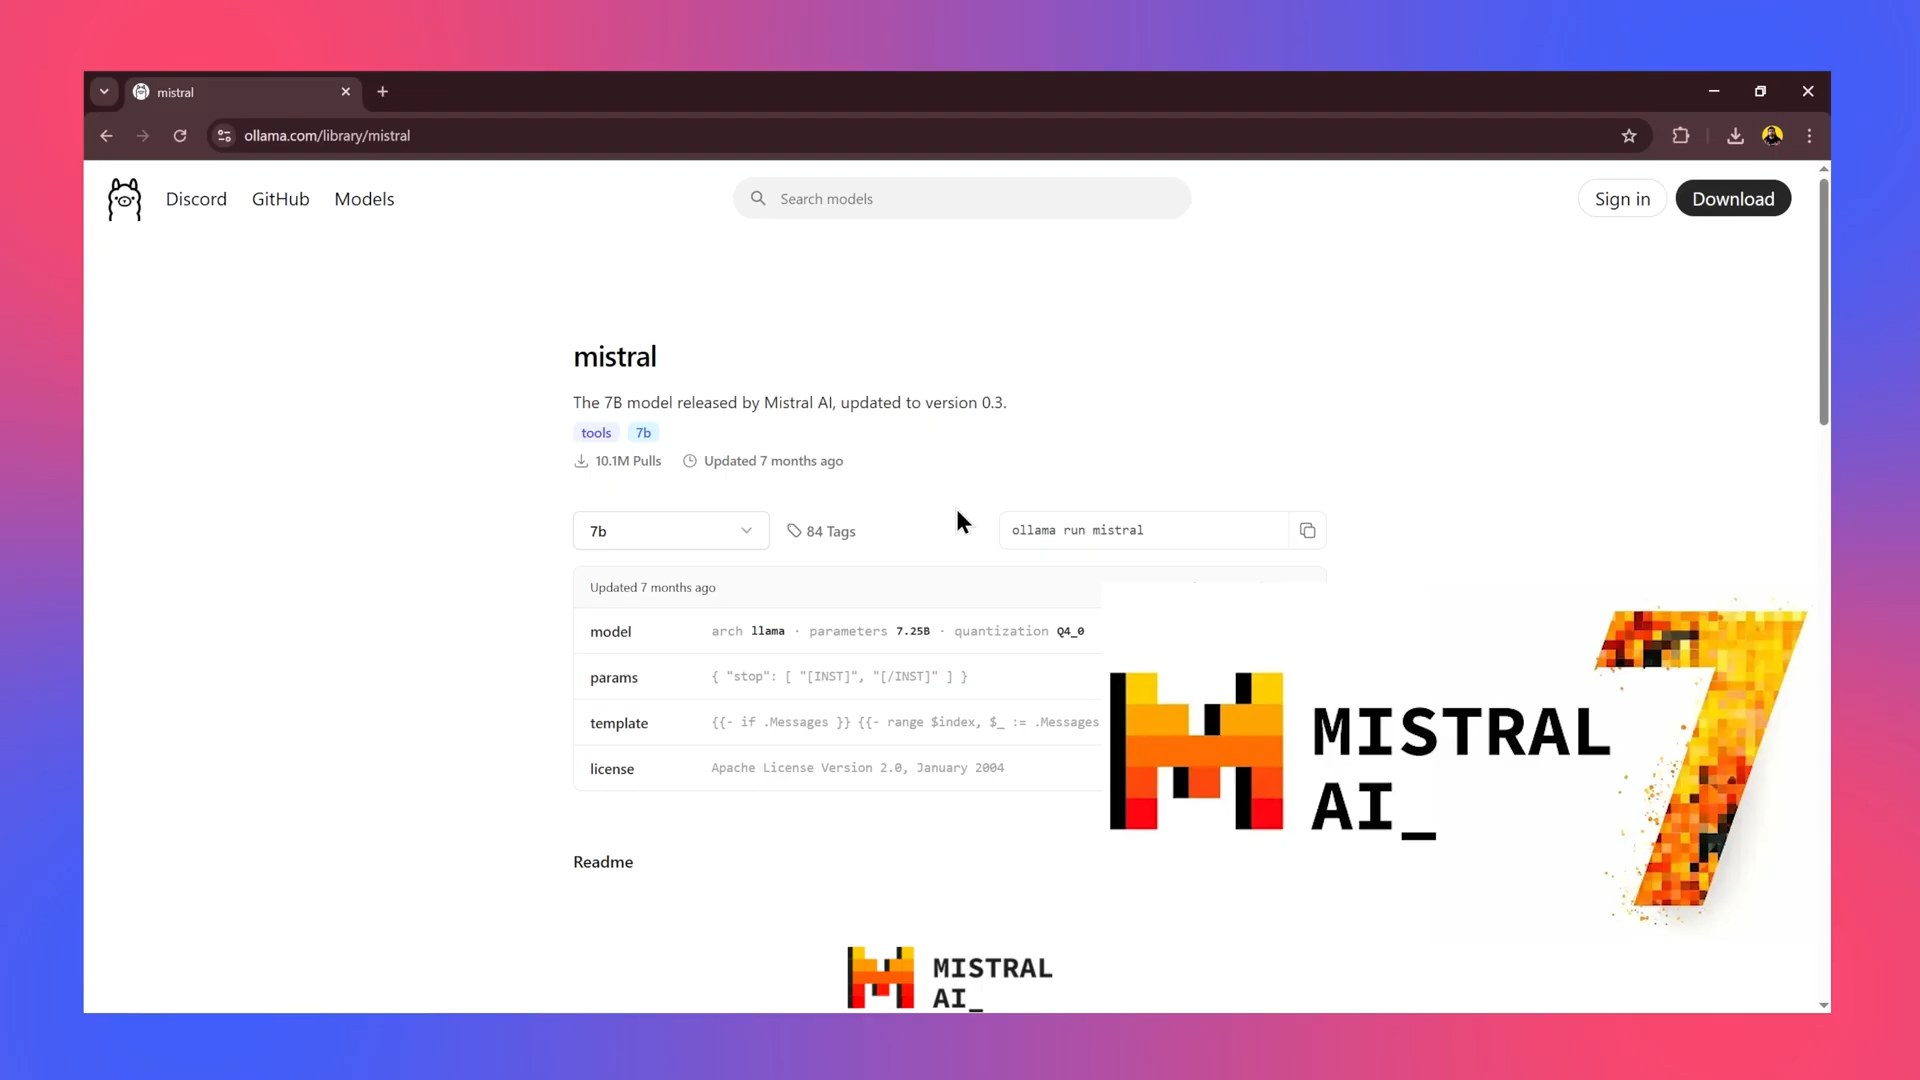 mistral
ollama.com/library/mistral
Discord GitHub Models
Search models
Sign in Download
mistral
The 7B model released by Mistral AI, updated to version 0.3.
tools 7b
10.1M Pulls Updated 7 months ago
7b
84 Tags
ollama run mistral
Updated 7 months ago
model arch llama · parameters 7.25B · quantization Q4_0
params { "stop": [ "[INST]", "[/INST]" ] }
template {{- if .Messages }} {{- range $index, $_ := .Messages
license Apache License Version 2.0, January 2004
MISTRAL
AI_
7
Readme
MISTRAL
AI_